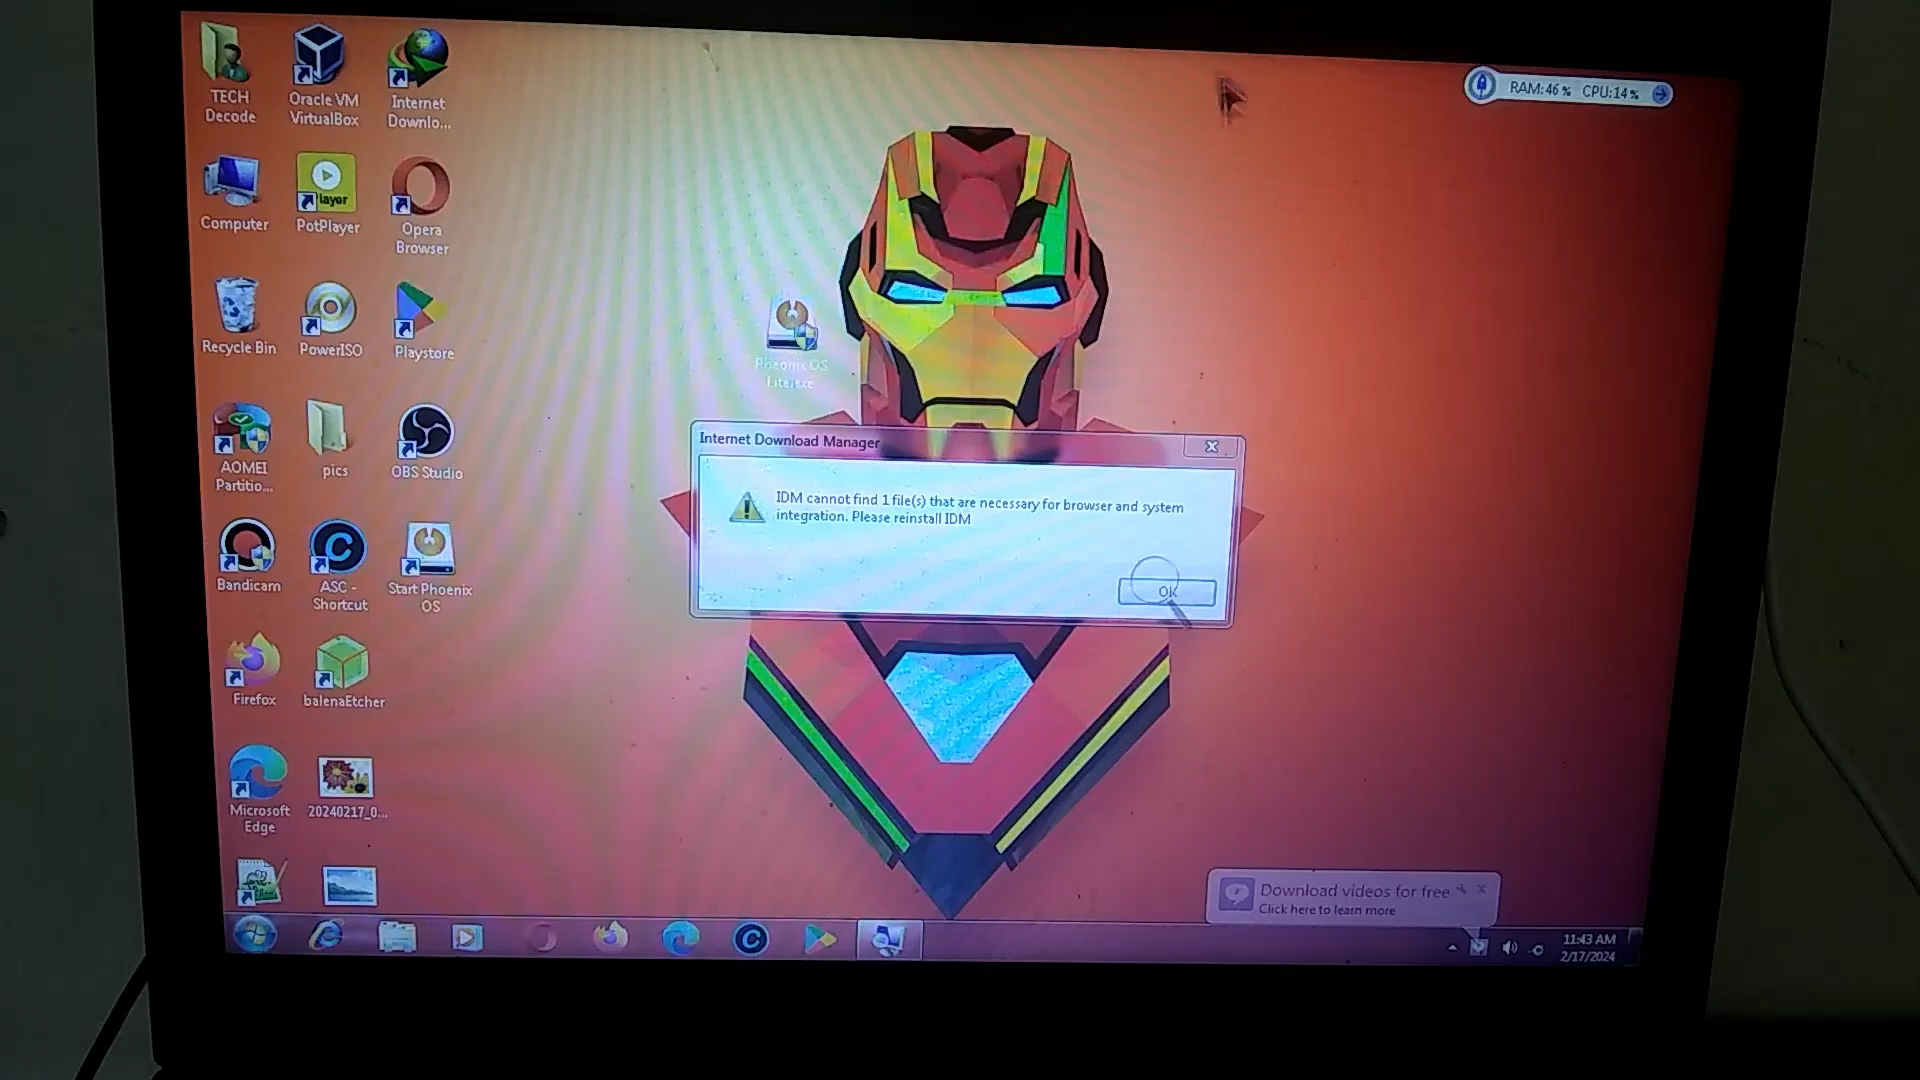 TECH
Decode
Oracle VM
VirtualBox
Internet
Downlo...
RAM:46% CPU:14%
Computer
layer
PotPlayer
Opera
Browser
Recycle Bin
PowerISO
Playstore
Pheonix OS
Lite.exe
AOMEI
Partitio...
pics
OBS Studio
Internet Download Manager
IDM cannot find 1 file(s) that are necessary for browser and system
integration. Please reinstall IDM
OK
Bandicam
ASC -
Shortcut
Start Phoenix
OS
Firefox
balenaEtcher
Microsoft
Edge
20240217_0...
Download videos for free
Click here to learn more
11:43 AM
2/17/2024